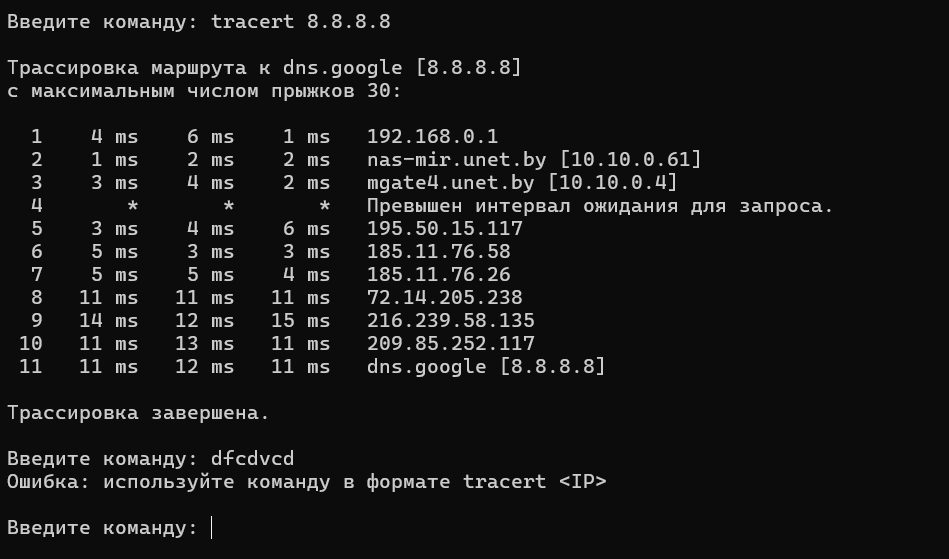 Введите команду: tracert 8.8.8.8
Трассировка маршрута к dns.google [8.8.8.8]
с максимальным числом прыжков 30:
1 4 ms 6 ms 1 ms 192.168.0.1
2 1 ms 2 ms 2 ms nas-mir.unet.by [10.10.0.61]
3 3 ms 4 ms 2 ms mgate4.unet.by [10.10.0.4]
4 * * * Превышен интервал ожидания для запроса.
5 3 ms 4 ms 6 ms 195.50.15.117
6 5 ms 3 ms 3 ms 185.11.76.58
7 5 ms 5 ms 4 ms 185.11.76.26
8 11 ms 11 ms 11 ms 72.14.205.238
9 14 ms 12 ms 15 ms 216.239.58.135
10 11 ms 13 ms 11 ms 209.85.252.117
11 11 ms 12 ms 11 ms dns.google [8.8.8.8]
Трассировка завершена.
Введите команду: dfcdvcd
Ошибка: используйте команду в формате tracert <IP>
Введите команду: